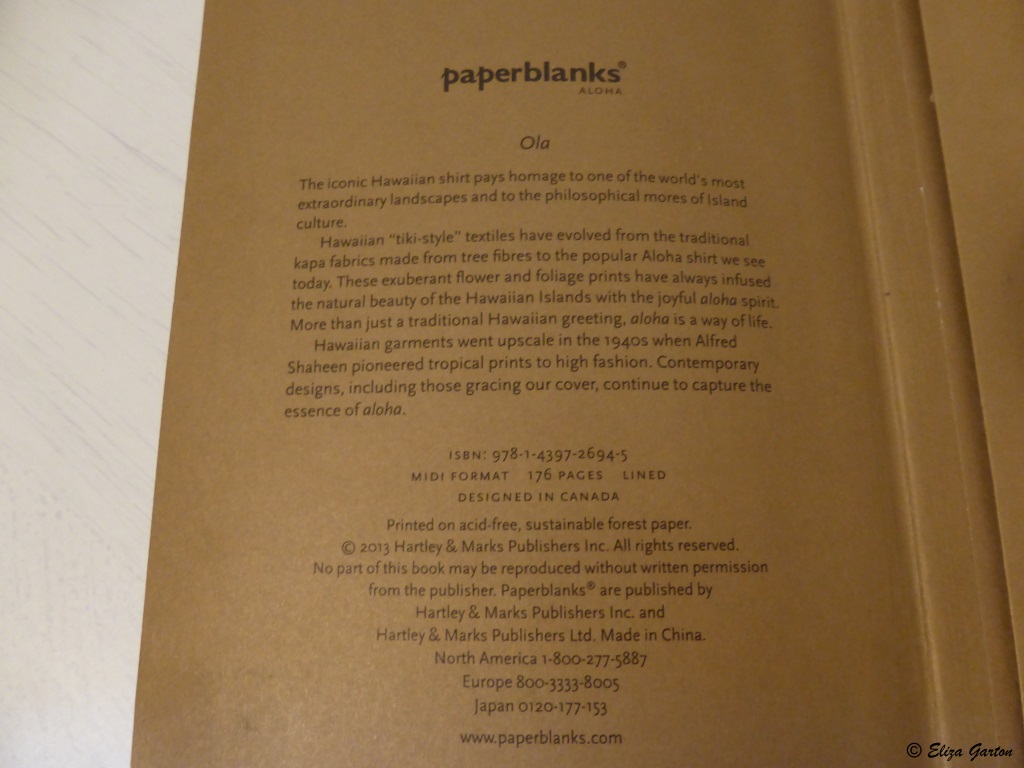 paperblanks®
ALOHA
Ola
The iconic Hawaiian shirt pays homage to one of the world's most
extraordinary landscapes and to the philosophical mores of Island
culture.
Hawaiian "tiki-style" textiles have evolved from the traditional
kapa fabrics made from tree fibres to the popular Aloha shirt we see
today. These exuberant flower and foliage prints have always infused
the natural beauty of the Hawaiian Islands with the joyful aloha spirit.
More than just a traditional Hawaiian greeting, aloha is a way of life.
Hawaiian garments went upscale in the 1940s when Alfred
Shaheen pioneered tropical prints to high fashion. Contemporary
designs, including those gracing our cover, continue to capture the
essence of aloha.
ISBN: 978-1-4397-2694-5
MIDI FORMAT 176 PAGES LINED
DESIGNED IN CANADA
Printed on acid-free, sustainable forest paper.
© 2013 Hartley & Marks Publishers Inc. All rights reserved.
No part of this book may be reproduced without written permission
from the publisher. Paperblanks® are published by
Hartley & Marks Publishers Inc. and
Hartley & Marks Publishers Ltd. Made in China.
North America 1-800-277-5887
Europe 800-3333-8005
Japan 0120-177-153
www.paperblanks.com
© Eliza Garton